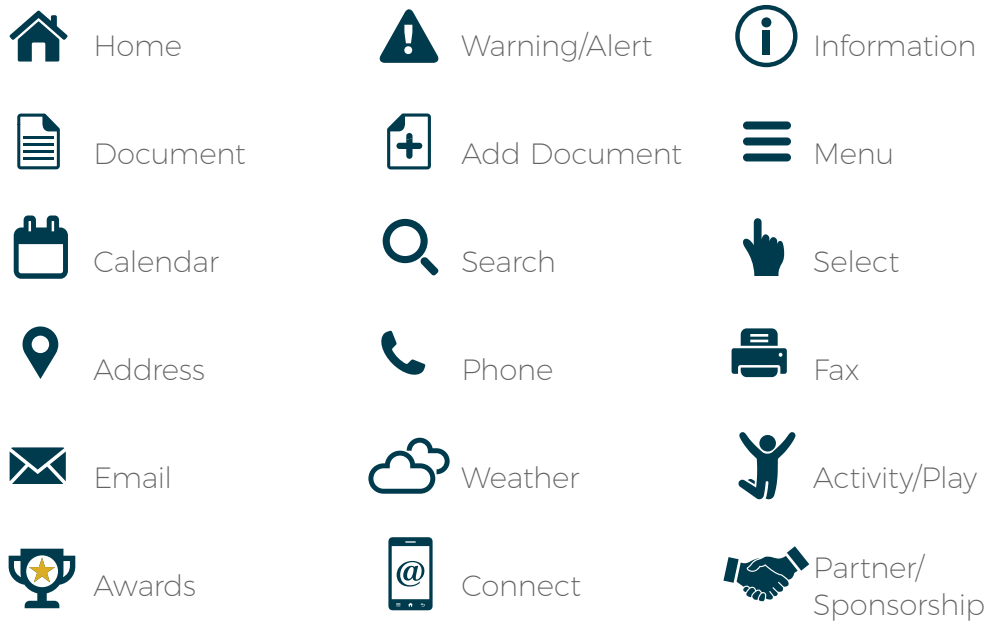 Home
Warning/Alert
Information
Document
Add Document
Menu
Calendar
Search
Select
Address
Phone
Fax
Email
Weather
Activity/Play
Awards
@
Connect
Partner/
Sponsorship